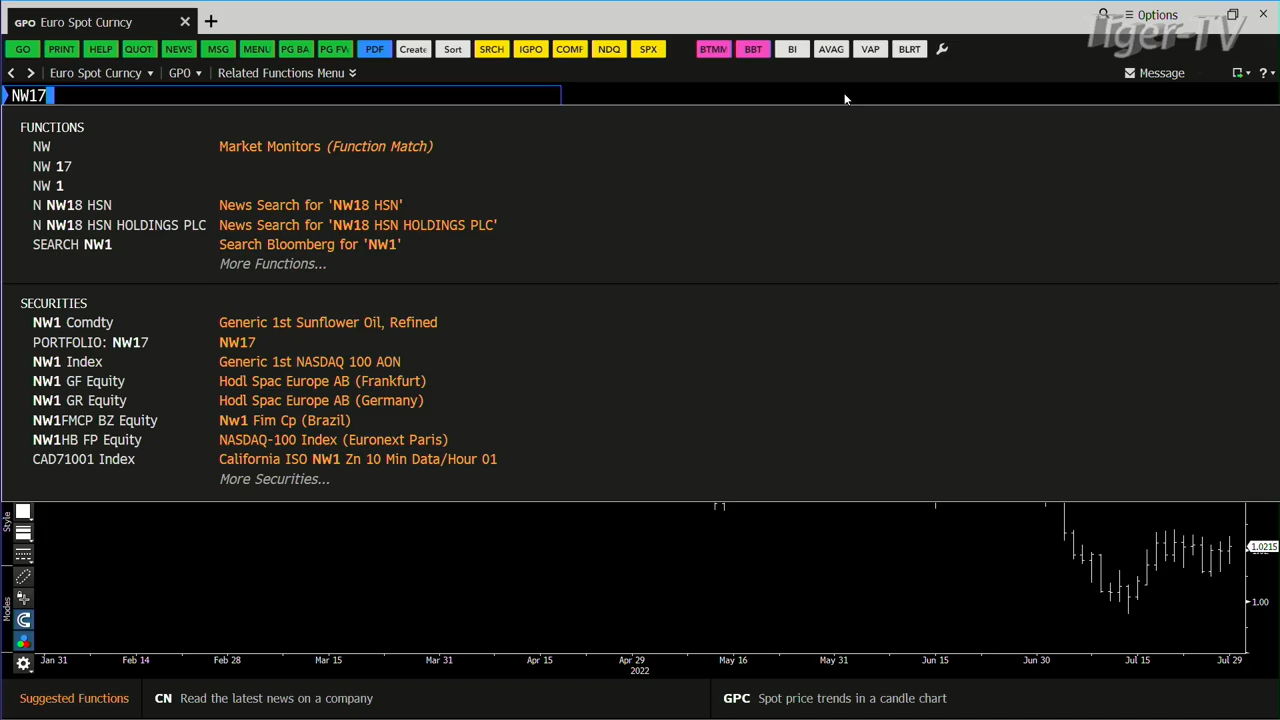 GPO Euro Spot Curncy
Options
Tiger-TV
GO PRINT HELP QUOT NEWS MSG MENU PG BA PG FW PDF Create Sort SRCH IGPO COMF NDQ SPX BTMM BBT BI AVAG VAP BLRT
Euro Spot Curncy GPO Related Functions Menu
Message
?
NW17
FUNCTIONS
NW Market Monitors (Function Match)
NW 17
NW 1
N NW18 HSN News Search for 'NW18 HSN'
N NW18 HSN HOLDINGS PLC News Search for 'NW18 HSN HOLDINGS PLC'
SEARCH NW1 Search Bloomberg for 'NW1'
More Functions...
SECURITIES
NW1 Comdty Generic 1st Sunflower Oil, Refined
PORTFOLIO: NW17 NW17
NW1 Index Generic 1st NASDAQ 100 AON
NW1 GF Equity Hodl Spac Europe AB (Frankfurt)
NW1 GR Equity Hodl Spac Europe AB (Germany)
NW1FMCP BZ Equity Nw1 Fim Cp (Brazil)
NW1HB FP Equity NASDAQ-100 Index (Euronext Paris)
CAD71001 Index California ISO NW1 Zn 10 Min Data/Hour 01
More Securities...
Style
Modes
1.0215
1.00
Jan 31 Feb 14 Feb 28 Mar 15 Mar 31 Apr 15 Apr 29 May 16 May 31 Jun 15 Jun 30 Jul 15 Jul 29
2022
Suggested Functions CN Read the latest news on a company GPC Spot price trends in a candle chart